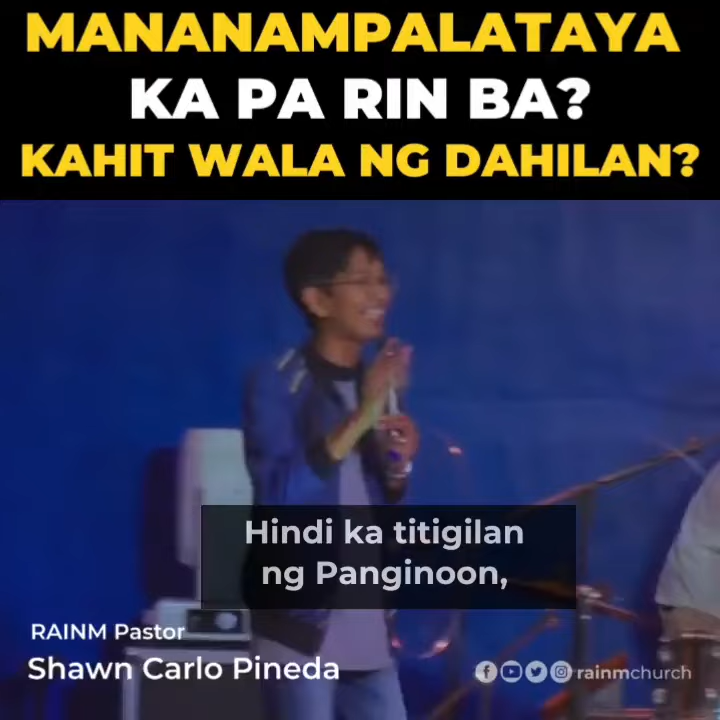 MANANAMPALATAYA
KA PA RIN BA?
KAHIT WALA NG DAHILAN?
Hindi ka titigilan
ng Panginoon,
RAINM Pastor
Shawn Carlo Pineda
rainmchurch